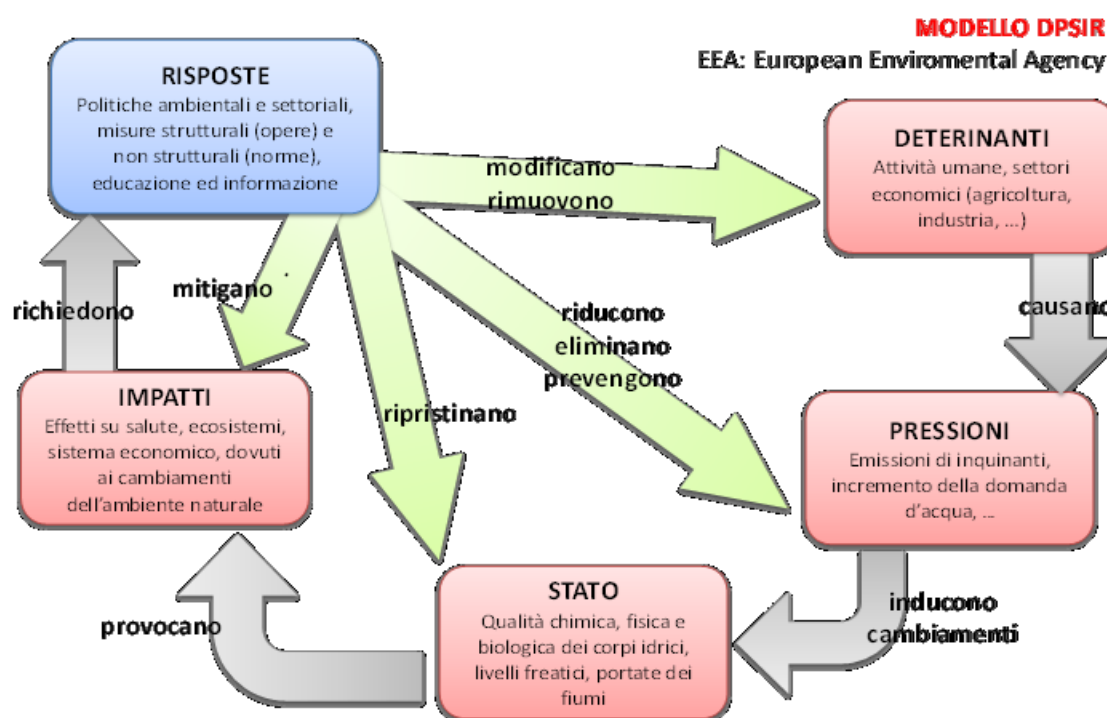 MODELLO DPSIR
EEA: European Enviromental Agency
RISPOSTE
Politiche ambientali e settoriali,
misure strutturali (opere) e
non strutturali (norme),
educazione ed informazione
DETERINANTI
Attività umane, settori
economici (agricoltura,
industria, ...)
modificano
rimuovono
mitigano
richiedono
riducono
eliminano
prevengono
causano
ripristinano
IMPATTI
Effetti su salute, ecosistemi,
sistema economico, dovuti
ai cambiamenti
dell'ambiente naturale
PRESSIONI
Emissioni di inquinanti,
incremento della domanda
d'acqua, ...
STATO
Qualità chimica, fisica e
biologica dei corpi idrici,
livelli freatici, portate dei
fiumi
provocano
inducono
cambiamenti